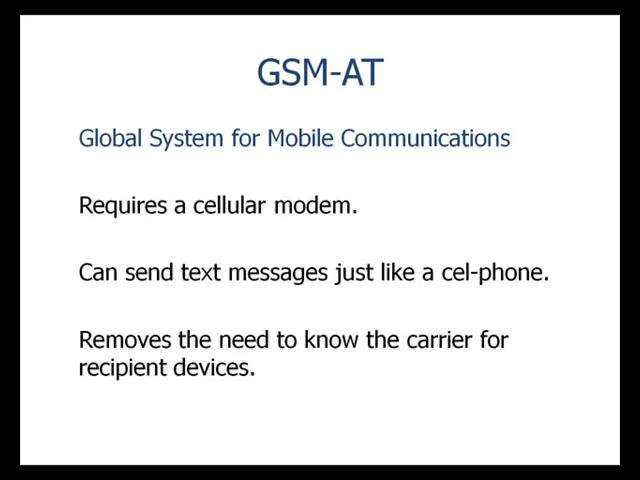 GSM-AT
Global System for Mobile Communications
Requires a cellular modem.
Can send text messages just like a cel-phone.
Removes the need to know the carrier for
recipient devices.